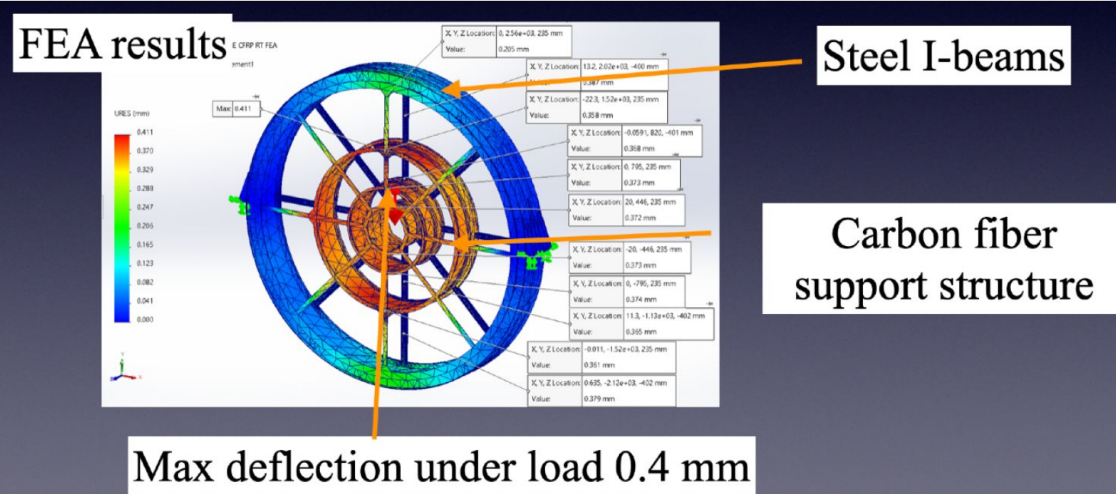 FEA results
E CFRP RT FEA
ement1
Steel I-beams
Carbon fiber
support structure
Max deflection under load 0.4 mm
URES (mm)
0.411
0.370
0.329
0.288
0.247
0.206
0.165
0.123
0.082
0.041
0.000
Max: 0.411
X, Y, Z Location: 0, 2.56e+03, 235 mm
Value: 0.205 mm
X, Y, Z Location: 13.2, 2.02e+03, -400 mm
X, Y, Z Location: -22.3, 1.52e+03, 235 mm
Value: 0.358 mm
X, Y, Z Location: -0.0591, 820, -401 mm
Value: 0.368 mm
X, Y, Z Location: 0, 795, 235 mm
Value: 0.373 mm
X, Y, Z Location: 20, 446, 235 mm
Value: 0.372 mm
X, Y, Z Location: -20, -446, 235 mm
Value: 0.373 mm
X, Y, Z Location: 0, -795, 235 mm
Value: 0.374 mm
X, Y, Z Location: 11.3, -1.13e+03, -402 mm
Value: 0.365 mm
X, Y, Z Location: -0.011, -1.52e+03, 235 mm
Value: 0.361 mm
X, Y, Z Location: 0.635, -2.12e+03, -402 mm
Value: 0.379 mm